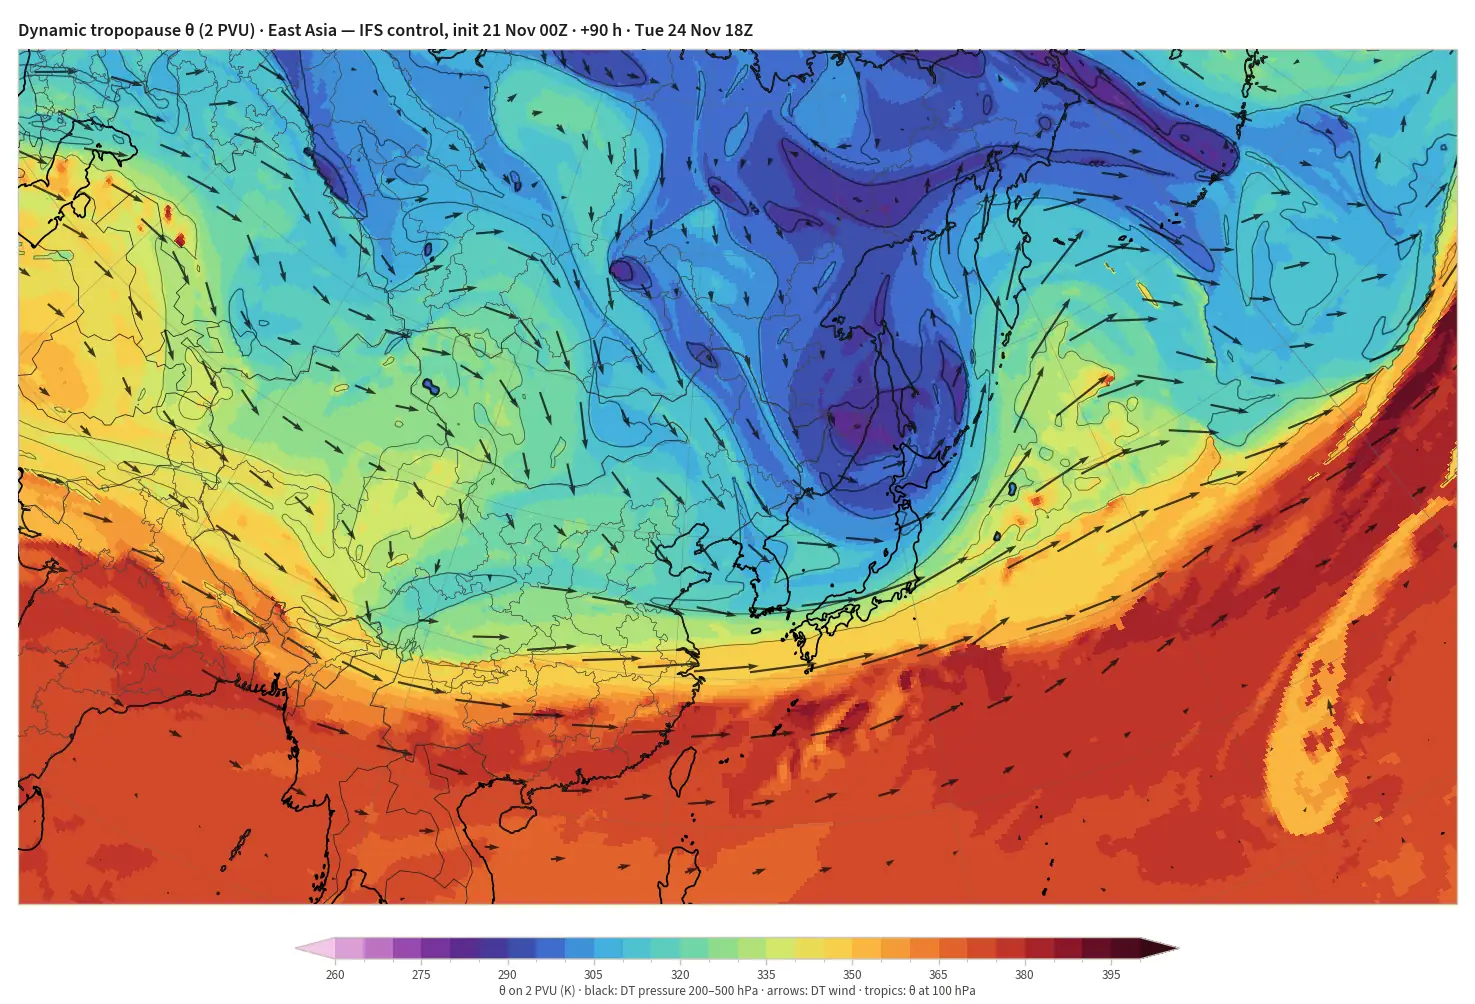 Dynamic tropopause θ (2 PVU) · East Asia — IFS control, init 21 Nov 00Z · +90 h · Tue 24 Nov 18Z
260 275 290 305 320 335 350 365 380 395
θ on 2 PVU (K) · black: DT pressure 200–500 hPa · arrows: DT wind · tropics: θ at 100 hPa